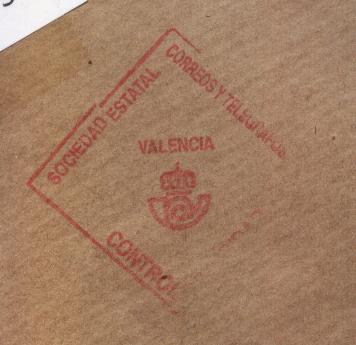 SOCIEDAD ESTATAL
CORREOS Y TELEGRAFOS
VALENCIA
CONTROL